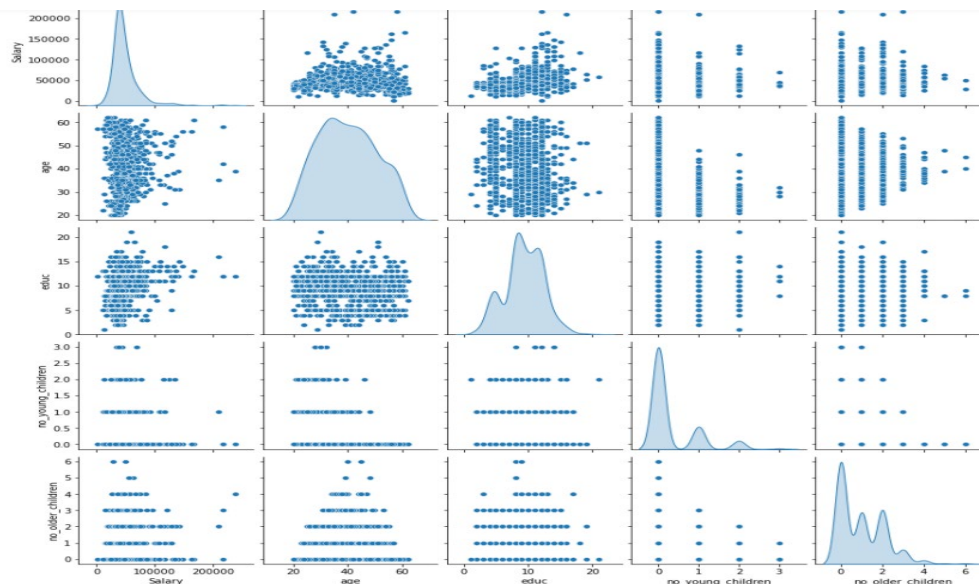 Salary
200000
150000
100000
50000
0
age
60
50
40
30
20
educ
20
15
10
5
0
no_young_children
3.0
2.5
2.0
1.5
1.0
0.5
0.0
no_older_children
6
5
4
3
2
1
0
0 100000 200000
20 40 60
0 10 20
0 1 2 3
0 2 4 6
Salary
age
educ
no_young_children
no_older_children